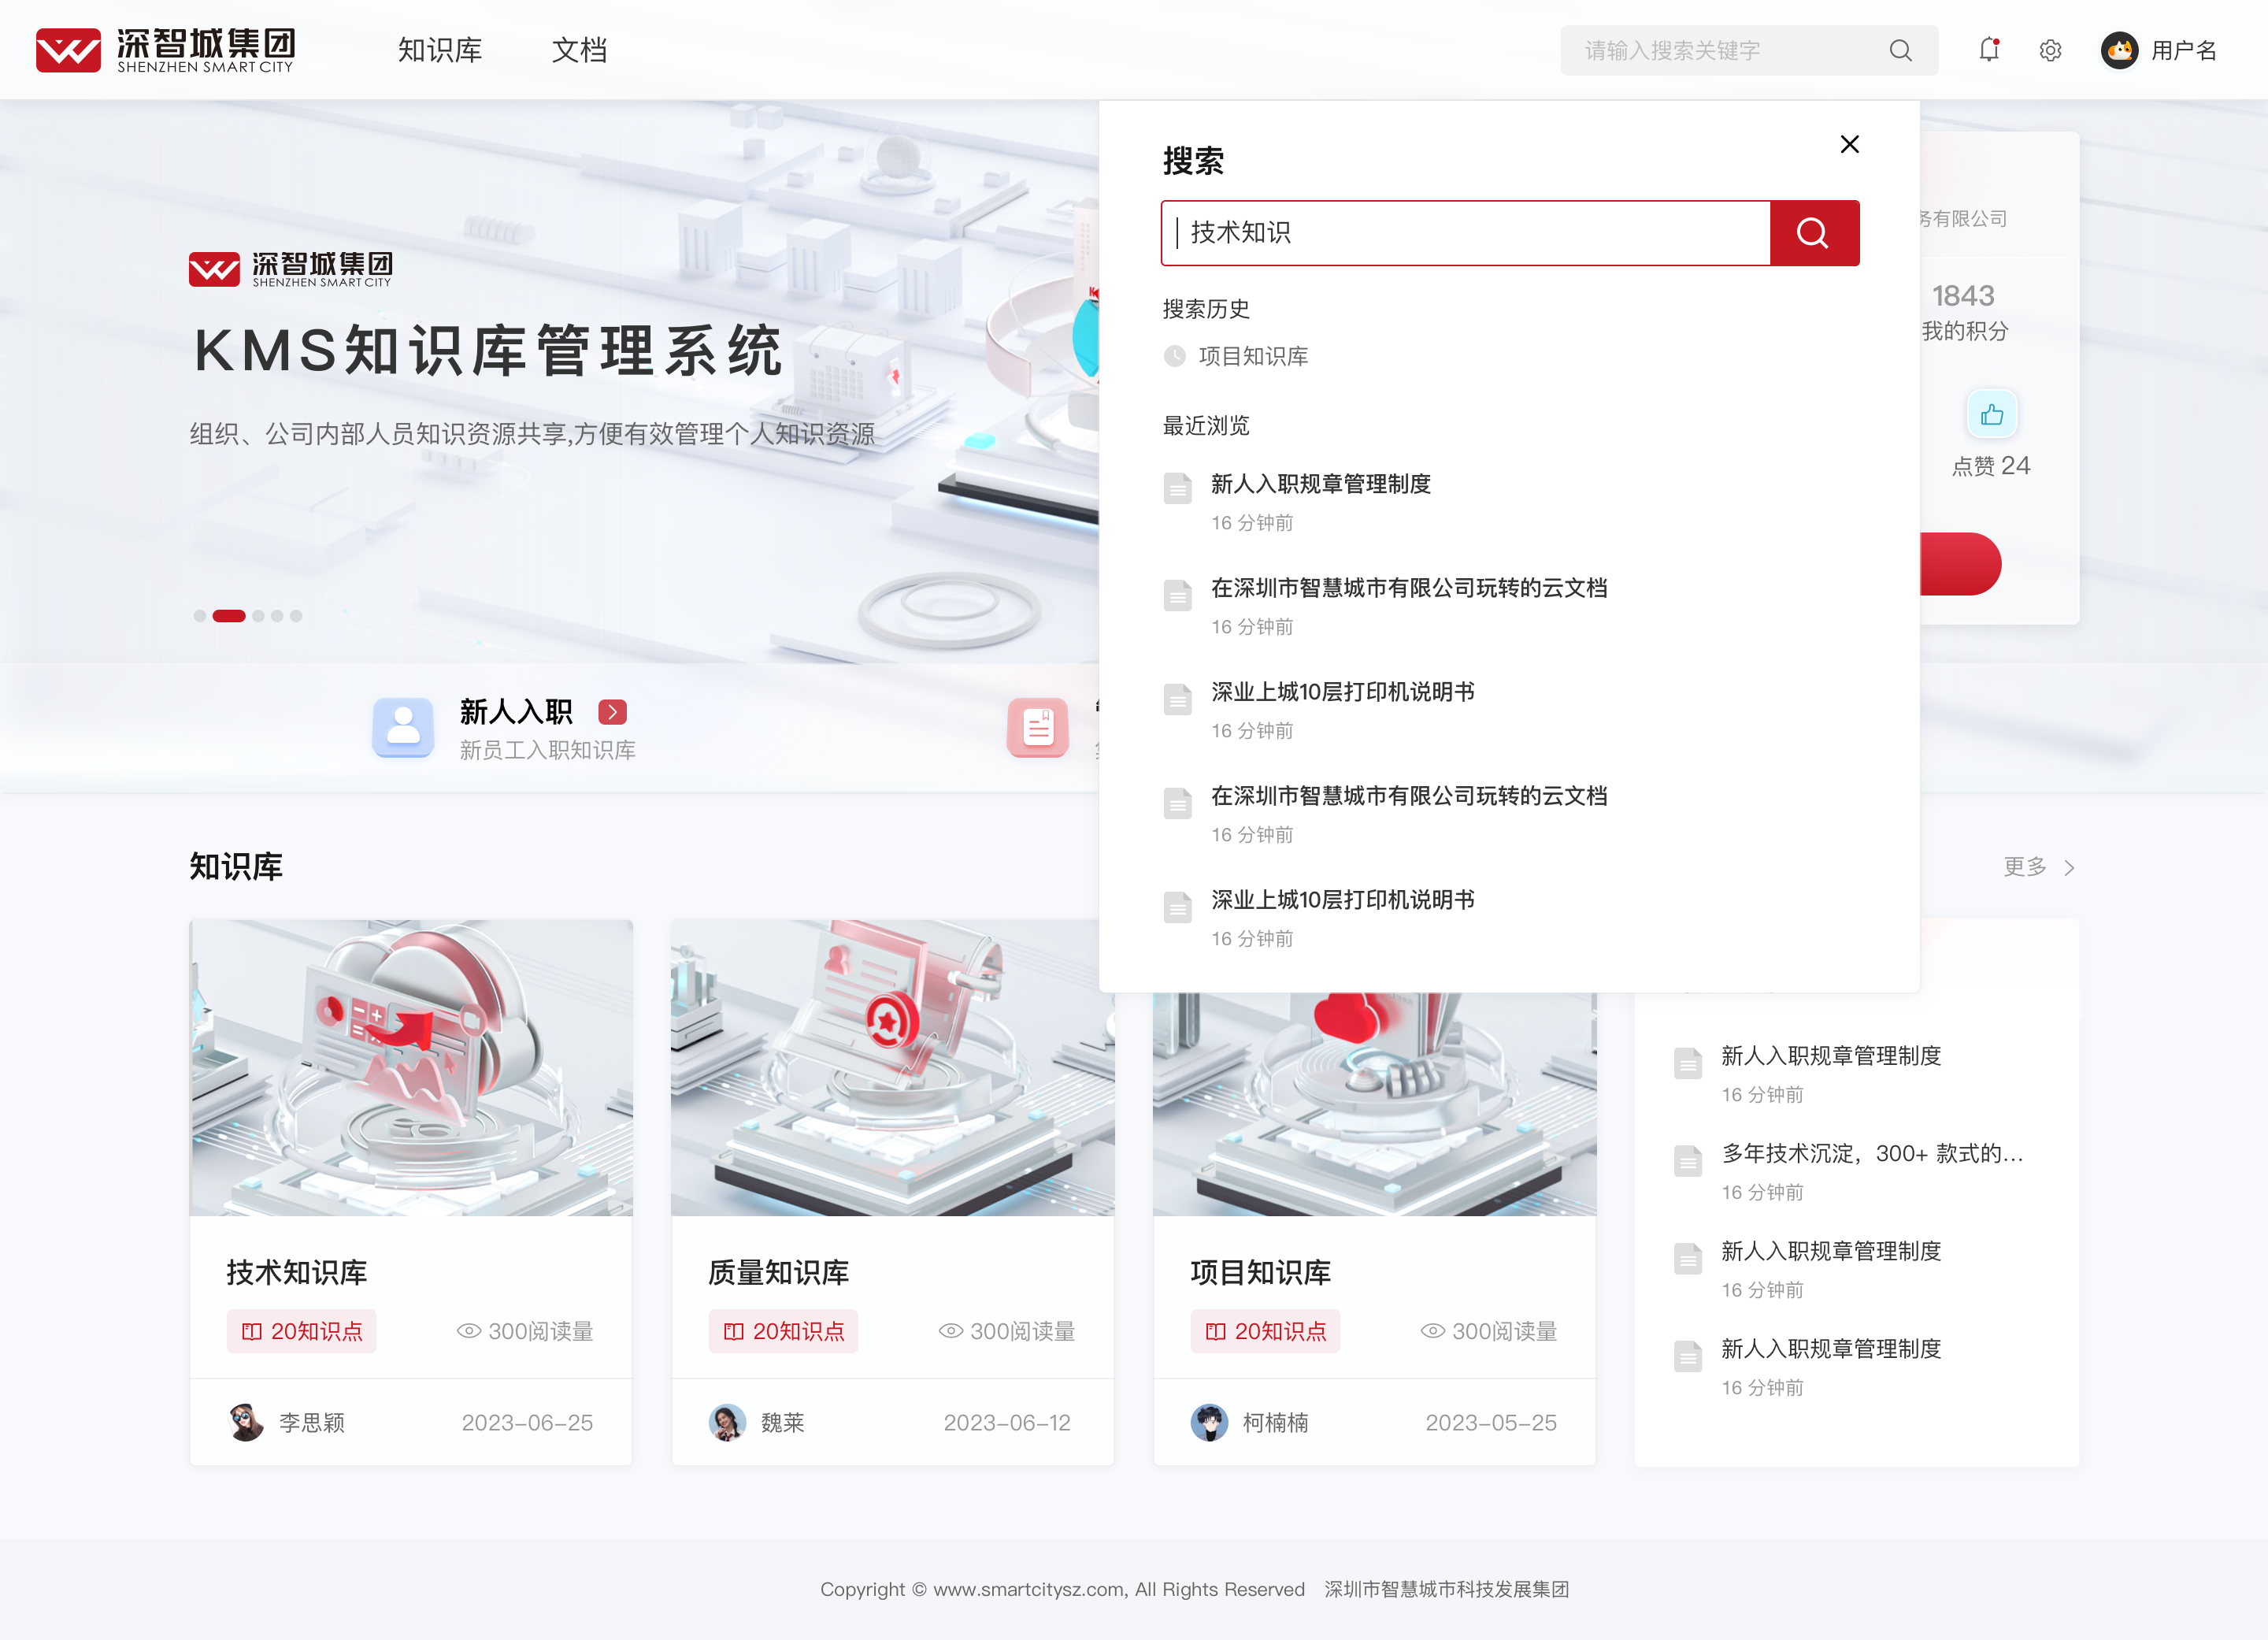 深智城集团
SHENZHEN SMART CITY
知识库
文档
请输入搜索关键字
用户名
深智城集团
SHENZHEN SMART CITY
KMS知识库管理系统
组织、公司内部人员知识资源共享,方便有效管理个人知识资源
搜索
技术知识
搜索历史
项目知识库
最近浏览
新人入职规章管理制度
16 分钟前
在深圳市智慧城市有限公司玩转的云文档
16 分钟前
深业上城10层打印机说明书
16 分钟前
在深圳市智慧城市有限公司玩转的云文档
16 分钟前
深业上城10层打印机说明书
16 分钟前
务有限公司
1843
我的积分
点赞 24
新人入职
新员工入职知识库
知识库
更多
技术知识库
20知识点
300阅读量
李思颖
2023-06-25
质量知识库
20知识点
300阅读量
魏莱
2023-06-12
项目知识库
20知识点
300阅读量
柯楠楠
2023-05-25
新人入职规章管理制度
16 分钟前
多年技术沉淀，300+ 款式的...
16 分钟前
新人入职规章管理制度
16 分钟前
新人入职规章管理制度
16 分钟前
Copyright © www.smartcitysz.com, All Rights Reserved 深圳市智慧城市科技发展集团